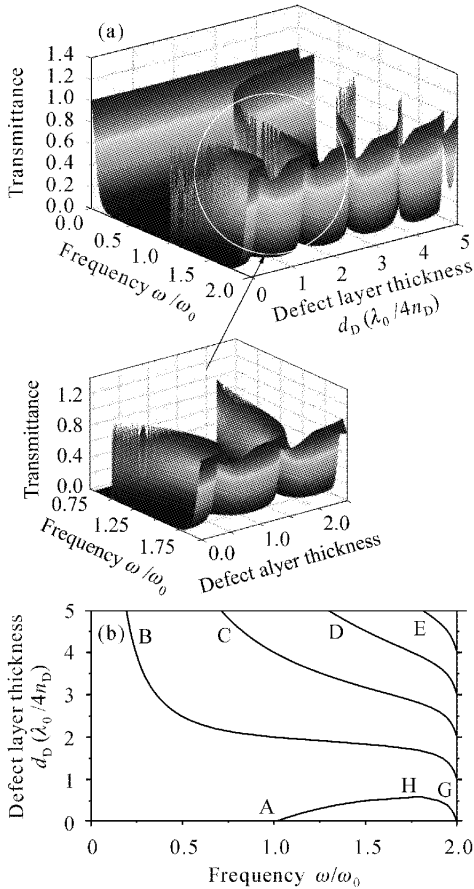 (a)
1.4
1.2
1.0
0.8
0.6
0.4
0.2
0.0
Transmittance
0.0
0.5
1.0
1.5
2.0
Frequency ω/ω₀
0
1
2
3
4
5
Defect layer thickness
d_D (λ₀/4n_D)
1.2
0.8
0.4
0.0
Transmittance
0.75
1.25
1.75
Frequency ω/ω₀
0.0
1.0
2.0
Defect alyer thickness
(b)
5
4
3
2
1
0
Defect layer thickness
d_D (λ₀/4n_D)
B
C
D
E
A
H
G
0
0.5
1.0
1.5
2.0
Frequency ω/ω₀